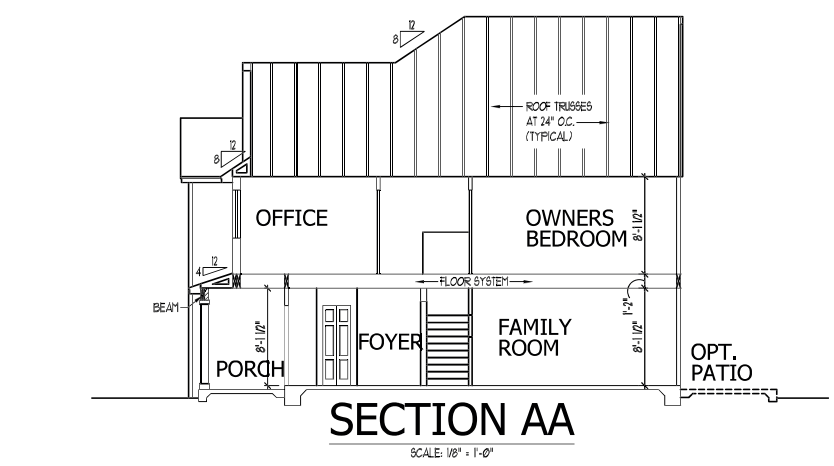 12
8
ROOF TRUSSES
AT 24" O.C.
(TYPICAL)
12
8
OFFICE
OWNERS
BEDROOM
8'-1 1/2"
12
4
FLOOR SYSTEM
BEAM
1'-2"
8'-1 1/2"
FOYER
FAMILY
ROOM
8'-1 1/2"
PORCH
OPT.
PATIO
SECTION AA
SCALE: 1/8" = 1'-0"